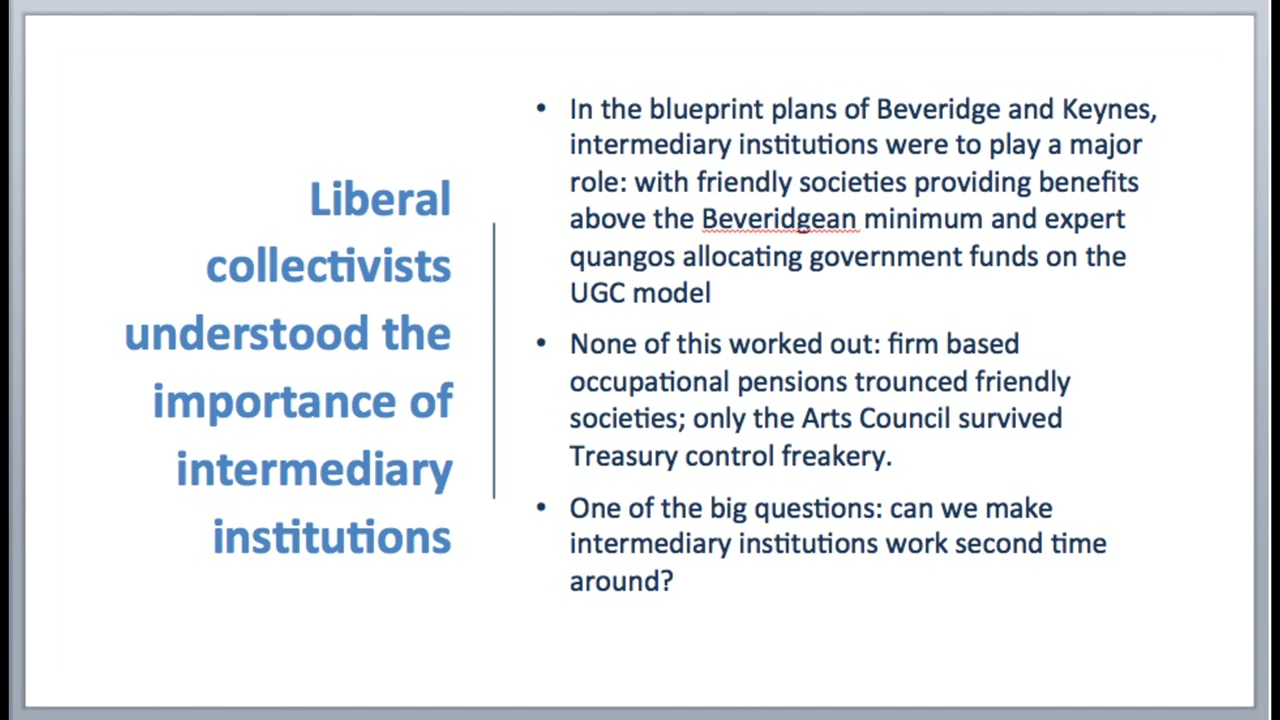 Liberal
collectivists
understood the
importance of
intermediary
institutions
• In the blueprint plans of Beveridge and Keynes,
intermediary institutions were to play a major
role: with friendly societies providing benefits
above the Beveridgean minimum and expert
quangos allocating government funds on the
UGC model
• None of this worked out: firm based
occupational pensions trounced friendly
societies; only the Arts Council survived
Treasury control freakery.
• One of the big questions: can we make
intermediary institutions work second time
around?